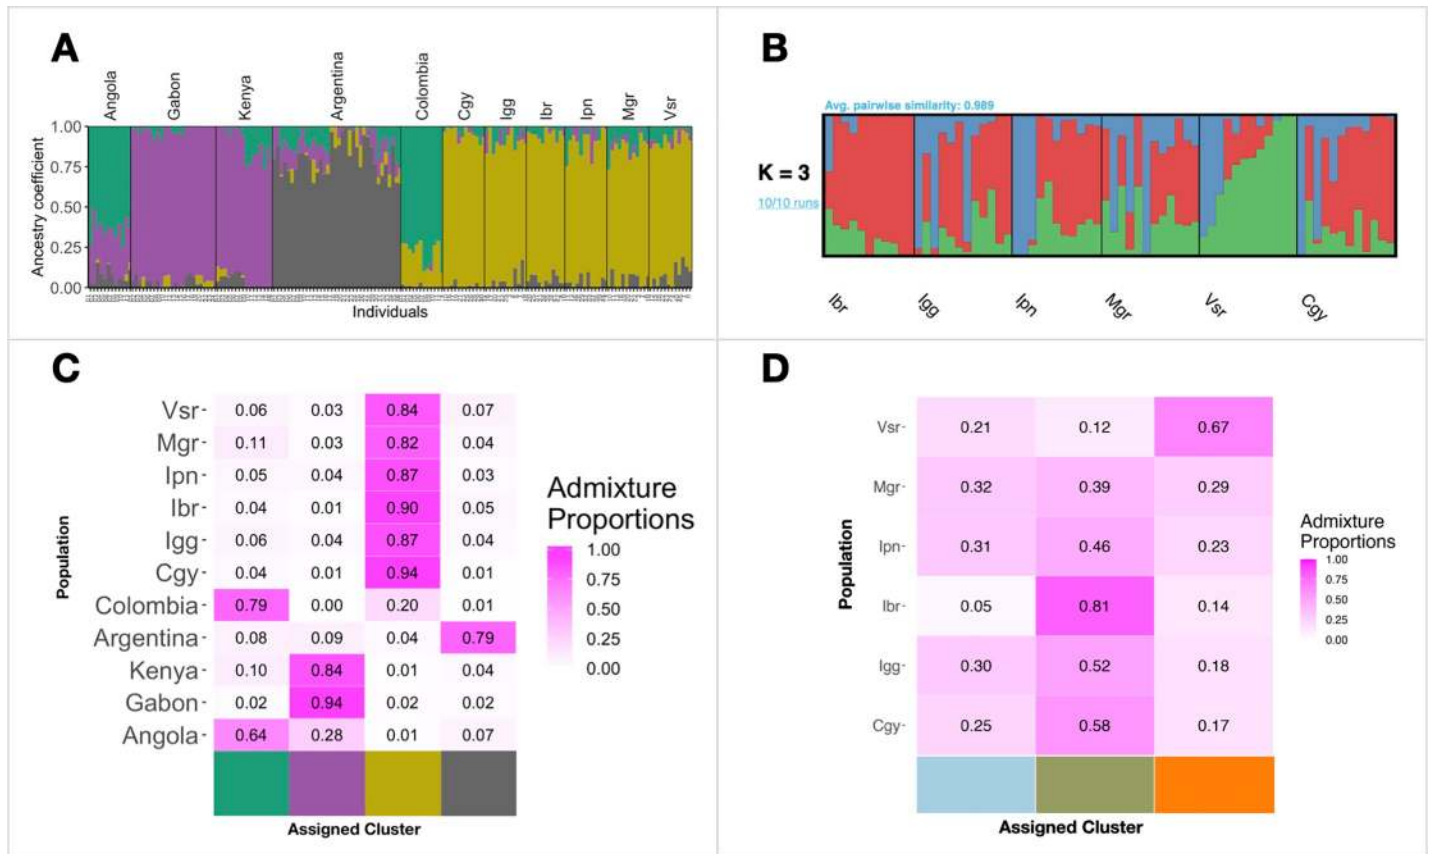 A
Angola
Gabon
Kenya
Argentina
Colombia
Cgy
Igg
Ibr
Ipn
Mgr
Vsr
Ancestry coefficient
1.00
0.75
0.50
0.25
0.00
Individuals
B
Avg. pairwise similarity: 0.989
K = 3
10/10 runs
Ibr
Igg
Ipn
Mgr
Vsr
Cgy
C
Population
Vsr 0.06 0.03 0.84 0.07
Mgr 0.11 0.03 0.82 0.04
Ipn 0.05 0.04 0.87 0.03
Ibr 0.04 0.01 0.90 0.05
Igg 0.06 0.04 0.87 0.04
Cgy 0.04 0.01 0.94 0.01
Colombia 0.79 0.00 0.20 0.01
Argentina 0.08 0.09 0.04 0.79
Kenya 0.10 0.84 0.01 0.04
Gabon 0.02 0.94 0.02 0.02
Angola 0.64 0.28 0.01 0.07
Assigned Cluster
Admixture
Proportions
1.00
0.75
0.50
0.25
0.00
D
Population
Vsr 0.21 0.12 0.67
Mgr 0.32 0.39 0.29
Ipn 0.31 0.46 0.23
Ibr 0.05 0.81 0.14
Igg 0.30 0.52 0.18
Cgy 0.25 0.58 0.17
Assigned Cluster
Admixture
Proportions
1.00
0.75
0.50
0.25
0.00